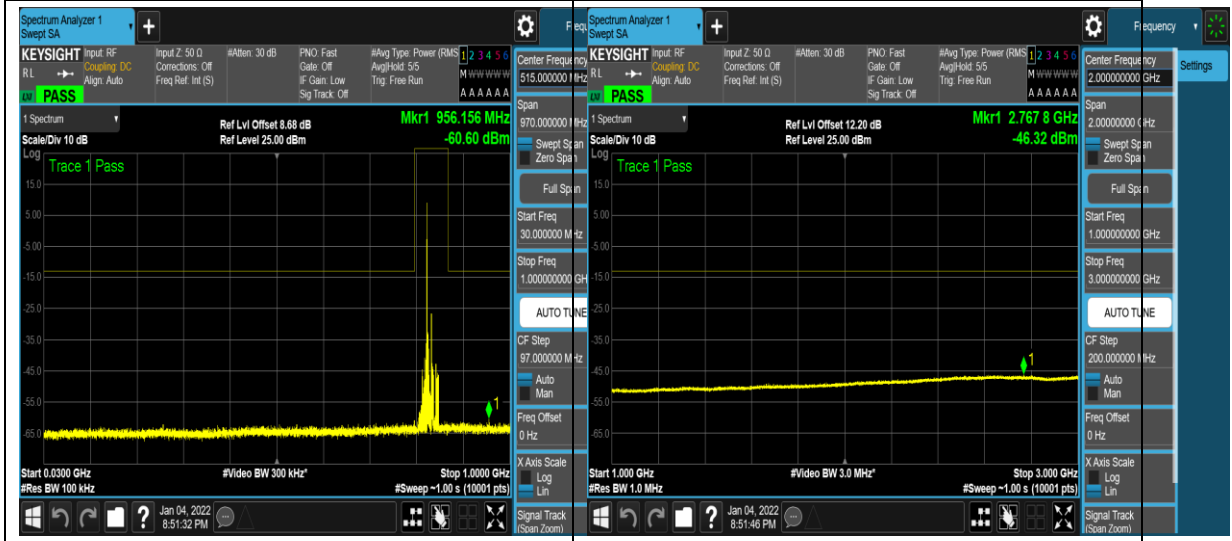 Spectrum Analyzer 1
Swept SA
+
Frequ
KEYSIGHT Input: RF Input Z: 50 Ω #Atten: 30 dB PNO: Fast #Avg Type: Power (RMS 1 2 3 4 5 6
RL Coupling: DC Corrections: Off Gate: Off Avg|Hold: 5/5 M W W W W W
Align: Auto Freq Ref: Int (S) IF Gain: Low Trig: Free Run
Sig Track: Off A A A A A A
PASS
1 Spectrum
Ref Lvl Offset 8.68 dB
Mkr1 956.156 MHz
Scale/Div 10 dB
Ref Level 25.00 dBm
-60.60 dBm
Log
Trace 1 Pass
15.0
5.00
-5.00
-15.0
-25.0
-35.0
-45.0
-55.0
-65.0
1
Start 0.0300 GHz
#Video BW 300 kHz*
Stop 1.0000 GHz
#Res BW 100 kHz
#Sweep ~1.00 s (10001 pts)
?
Jan 04, 2022
8:51:32 PM
Center Frequency
515.000000 MHz
Span
970.000000 MHz
Swept Span
Zero Span
Full Span
Start Freq
30.000000 MHz
Stop Freq
1.000000000 GH
AUTO TUNE
CF Step
97.000000 MHz
Auto
Man
Freq Offset
0 Hz
X Axis Scale
Log
Lin
Signal Track
(Span Zoom)
Spectrum Analyzer 1
Swept SA
+
Frequency
KEYSIGHT Input: RF Input Z: 50 Ω #Atten: 30 dB PNO: Fast #Avg Type: Power (RMS 1 2 3 4 5 6
RL Coupling: DC Corrections: Off Gate: Off Avg|Hold: 5/5 M W W W W W
Align: Auto Freq Ref: Int (S) IF Gain: Low Trig: Free Run
Sig Track: Off A A A A A A
PASS
1 Spectrum
Ref Lvl Offset 12.20 dB
Mkr1 2.767 8 GHz
Scale/Div 10 dB
Ref Level 25.00 dBm
-46.32 dBm
Log
Trace 1 Pass
15.0
5.00
-5.00
-15.0
-25.0
-35.0
-45.0
-55.0
-65.0
1
Start 1.000 GHz
#Video BW 3.0 MHz*
Stop 3.000 GHz
#Res BW 1.0 MHz
#Sweep ~1.00 s (10001 pts)
?
Jan 04, 2022
8:51:46 PM
Center Frequency
2.000000000 GHz
Span
2.00000000 GHz
Swept Span
Zero Span
Full Span
Start Freq
1.000000000 GHz
Stop Freq
3.000000000 GHz
AUTO TUNE
CF Step
200.000000 MHz
Auto
Man
Freq Offset
0 Hz
X Axis Scale
Log
Lin
Signal Track
(Span Zoom)
Settings